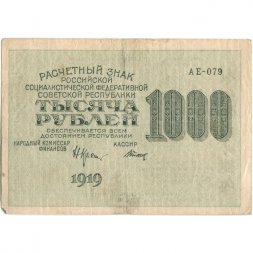 РАСЧЕТНЫЙ ЗНАК
АЕ-079
РОССИЙСКОЙ
СОЦИАЛИСТИЧЕСКОЙ ФЕДЕРАТИВНОЙ
СОВЕТСКОЙ РЕСПУБЛИКИ
ТЫСЯЧА
РУБЛЕЙ
1000
ОБЕСПЕЧИВАЕТСЯ ВСЕМ
ДОСТОЯНИЕМ РЕСПУБЛИКИ
НАРОДНЫЙ КОМИССАР
ФИНАНСОВ
КАССИР
1919